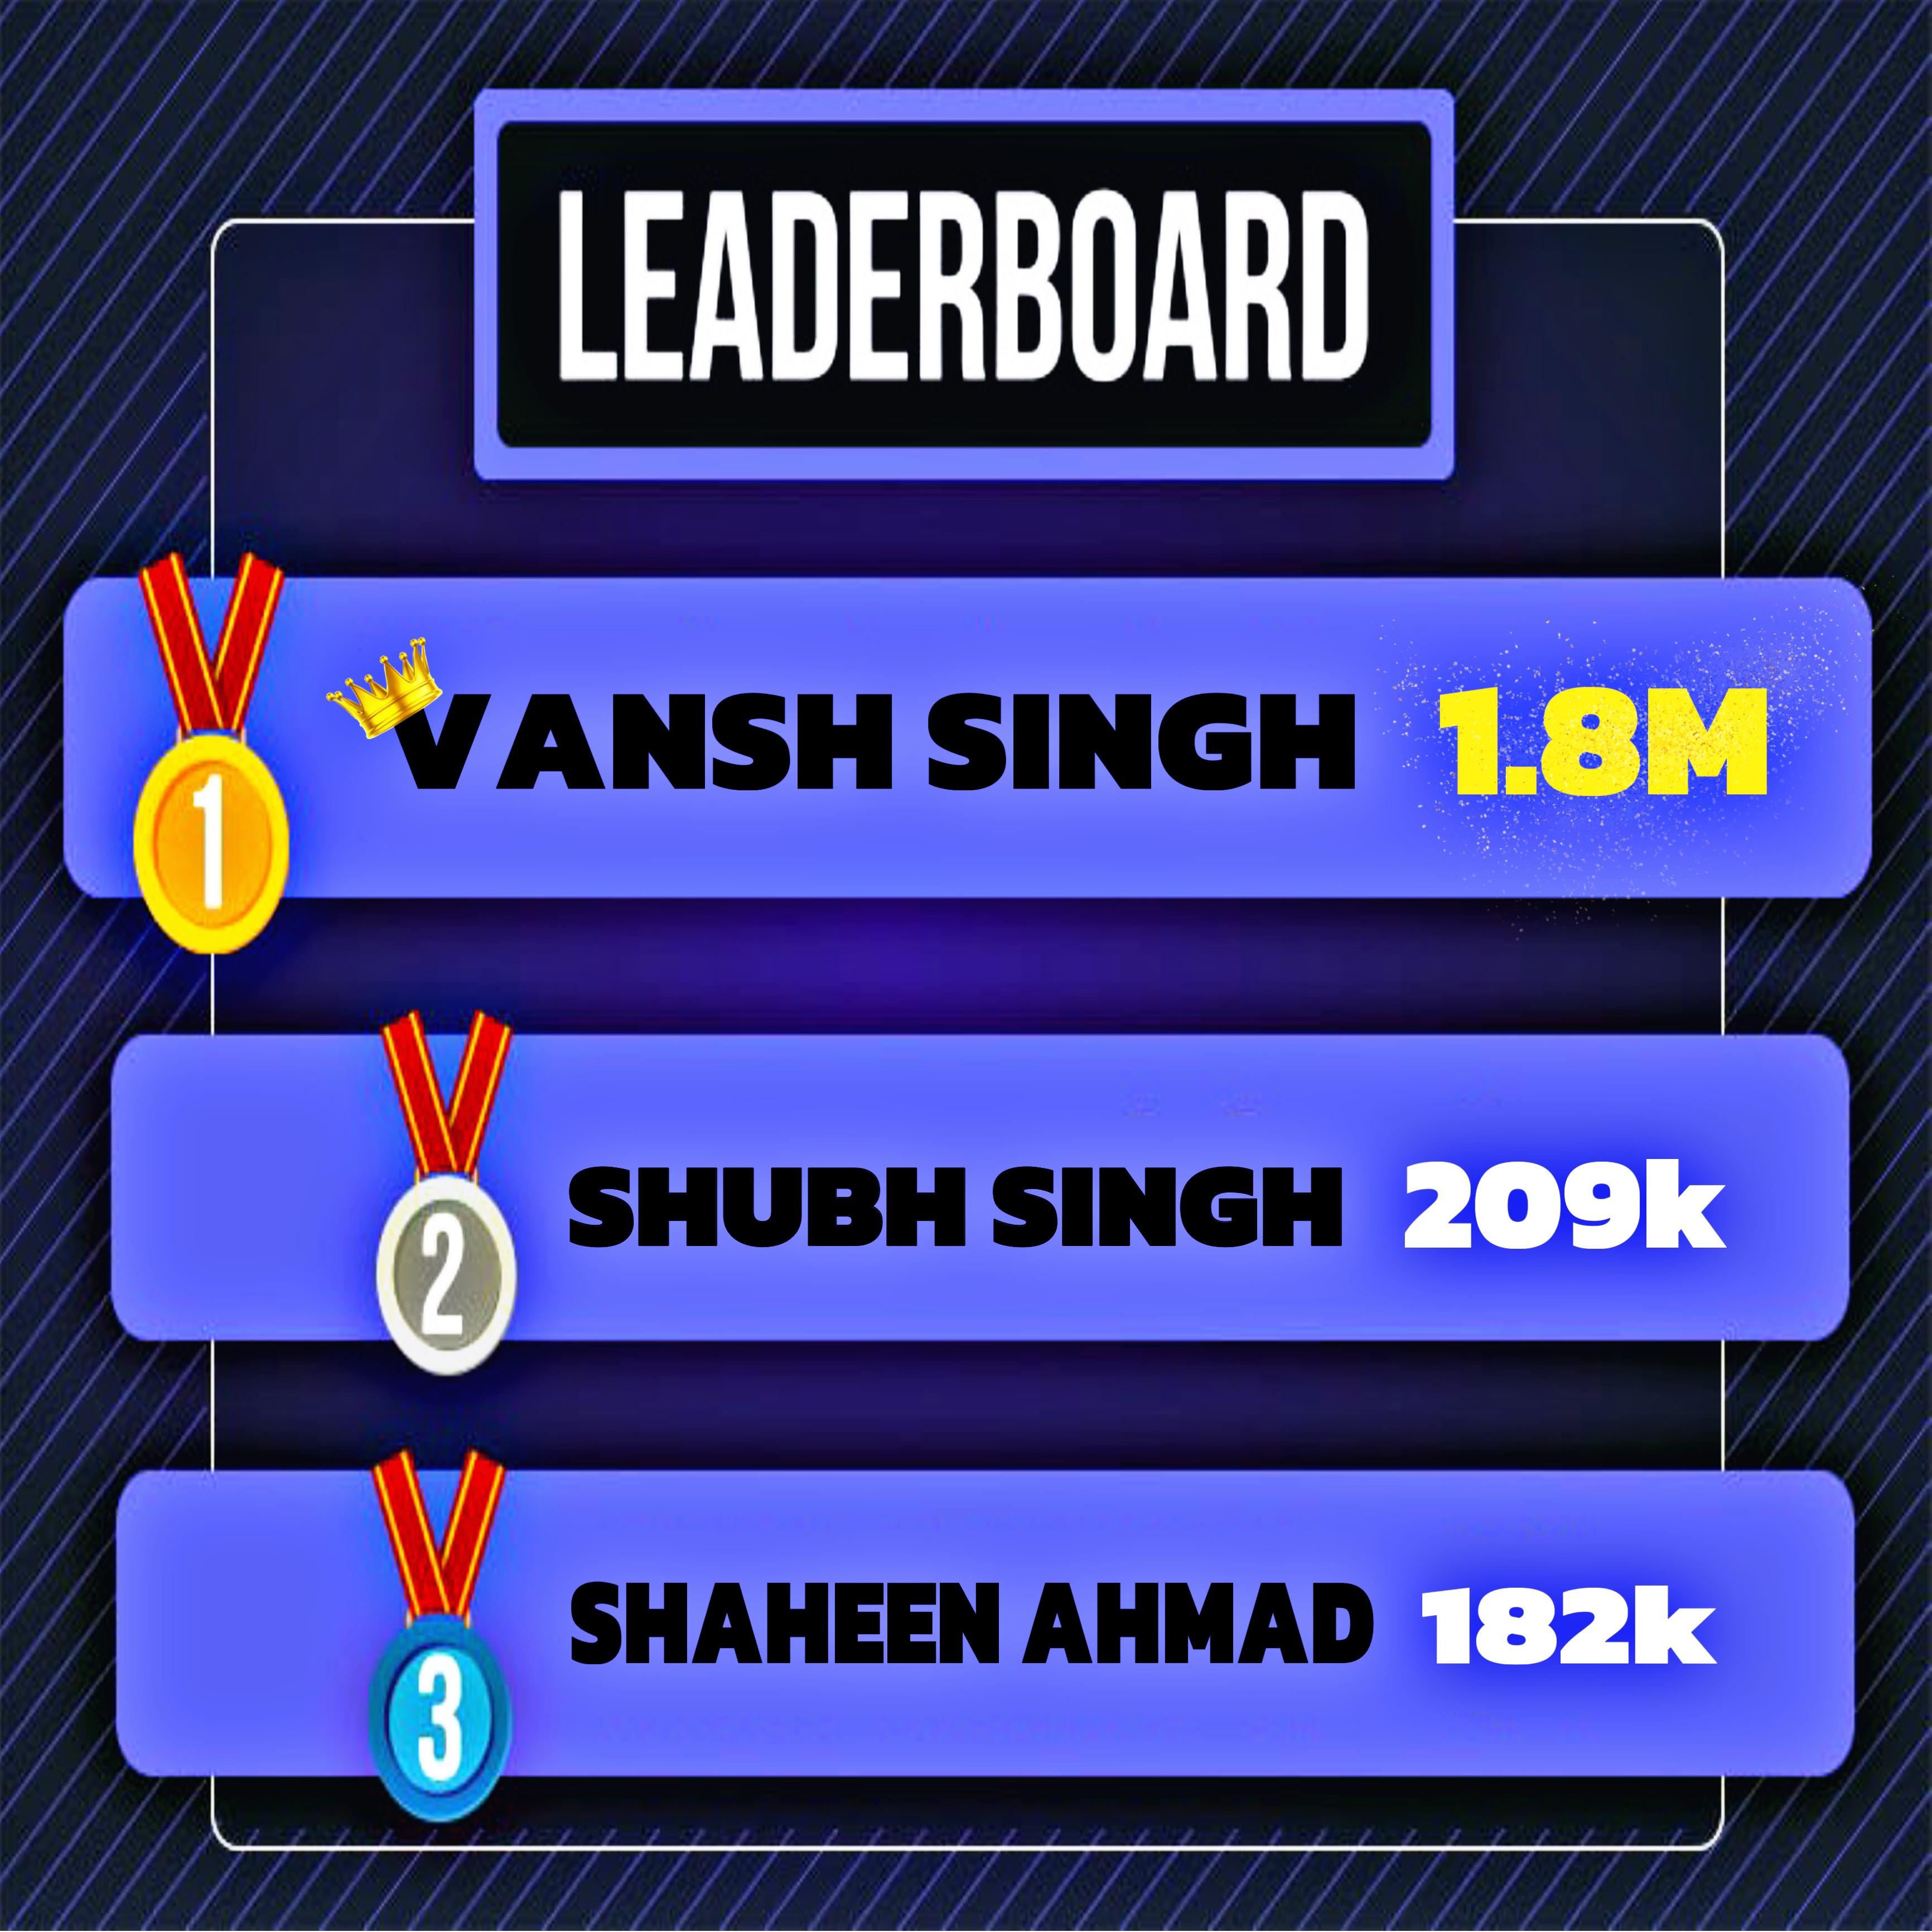 LEADERBOARD
1 VANSH SINGH 1.8M
2 SHUBH SINGH 209k
3 SHAHEEN AHMAD 182k